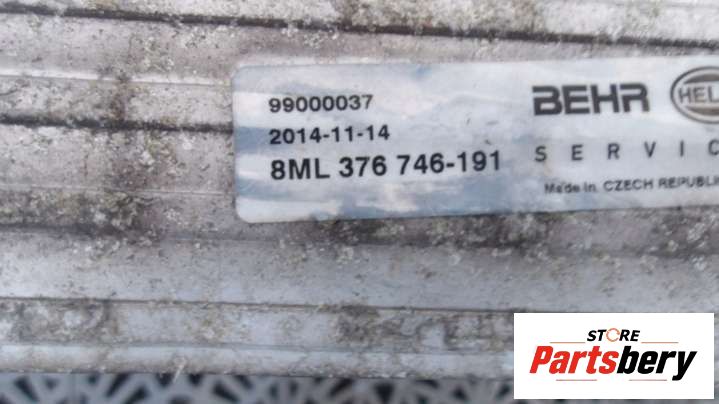 99000037
2014-11-14
8ML 376 746-191
BEHR
SERVIC
Made in CZECH REPUBLI
STORE
Partsbery